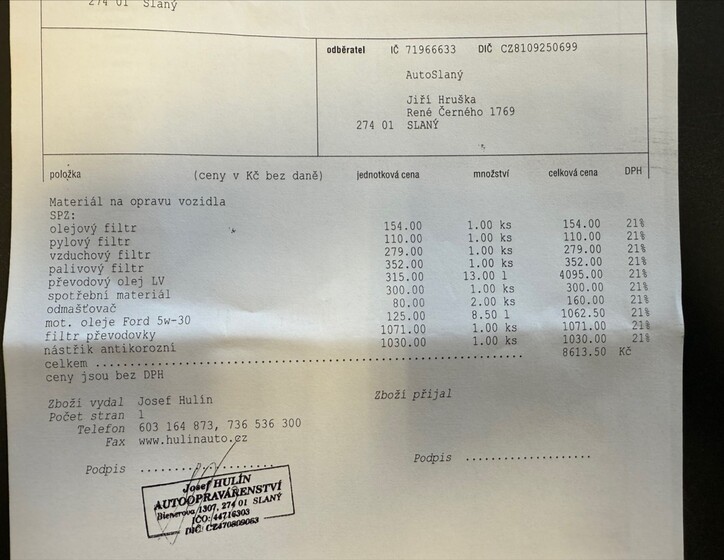 274 01 Slaný
odběratel IČ 71966633 DIČ CZ8109250699
AutoSlaný
Jiří Hruška
René Černého 1769
274 01 SLANÝ
položka (ceny v Kč bez daně) jednotková cena množství celková cena DPH
Materiál na opravu vozidla
SPZ:
olejový filtr 154.00 1.00 ks 154.00 21%
pylový filtr 110.00 1.00 ks 110.00 21%
vzduchový filtr 279.00 1.00 ks 279.00 21%
palivový filtr 352.00 1.00 ks 352.00 21%
převodový olej LV 315.00 13.00 l 4095.00 21%
spotřební materiál 300.00 1.00 ks 300.00 21%
odmašťovač 80.00 2.00 ks 160.00 21%
mot. oleje Ford 5w-30 125.00 8.50 l 1062.50 21%
filtr převodovky 1071.00 1.00 ks 1071.00 21%
nástřik antikorozní 1030.00 1.00 ks 1030.00 21%
celkem ........................................................ 8613.50 Kč
ceny jsou bez DPH
Zboží vydal Josef Hulín Zboží přijal
Počet stran 1
Telefon 603 164 873, 736 536 300
Fax www.hulinauto.cz
Podpis .................. Podpis ..................
Josef HULÍN
AUTOOPRAVÁRENSTVÍ
Bienerova 1307, 274 01 SLANÝ
IČO: 44716303
DIČ: CZ470809063